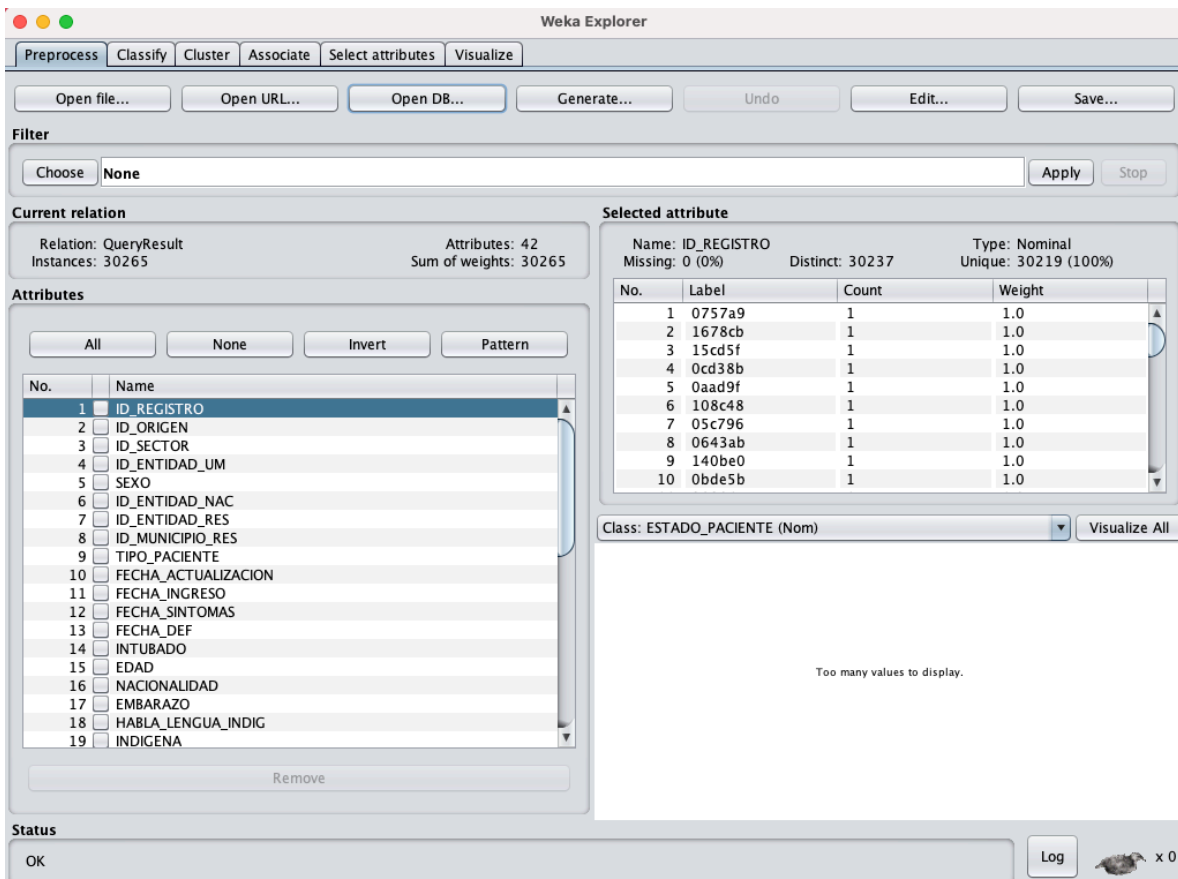 Weka Explorer
Preprocess Classify Cluster Associate Select attributes Visualize
Open file... Open URL... Open DB... Generate... Undo Edit... Save...
Filter
Choose None Apply Stop
Current relation
Relation: QueryResult Attributes: 42
Instances: 30265 Sum of weights: 30265
Attributes
All None Invert Pattern
No. Name
1 ID_REGISTRO
2 ID_ORIGEN
3 ID_SECTOR
4 ID_ENTIDAD_UM
5 SEXO
6 ID_ENTIDAD_NAC
7 ID_ENTIDAD_RES
8 ID_MUNICIPIO_RES
9 TIPO_PACIENTE
10 FECHA_ACTUALIZACION
11 FECHA_INGRESO
12 FECHA_SINTOMAS
13 FECHA_DEF
14 INTUBADO
15 EDAD
16 NACIONALIDAD
17 EMBARAZO
18 HABLA_LENGUA_INDIG
19 INDIGENA
Remove
Selected attribute
Name: ID_REGISTRO Type: Nominal
Missing: 0 (0%) Distinct: 30237 Unique: 30219 (100%)
No. Label Count Weight
1 0757a9 1 1.0
2 1678cb 1 1.0
3 15cd5f 1 1.0
4 0cd38b 1 1.0
5 0aad9f 1 1.0
6 108c48 1 1.0
7 05c796 1 1.0
8 0643ab 1 1.0
9 140be0 1 1.0
10 0bde5b 1 1.0
Class: ESTADO_PACIENTE (Nom) Visualize All
Too many values to display.
Status
OK Log x 0